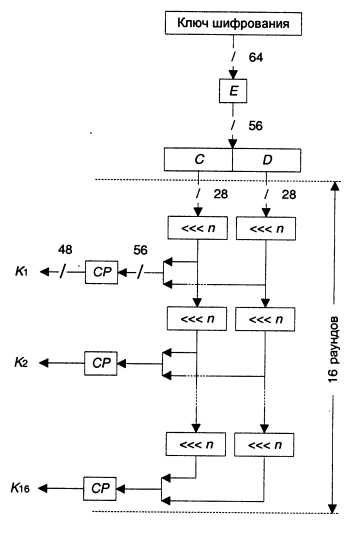 Ключ шифрования
64
E
56
C D
28 28
<<< n <<< n
48 56
K1 CP
<<< n <<< n
K2 CP
16 раундов
<<< n <<< n
K16 CP